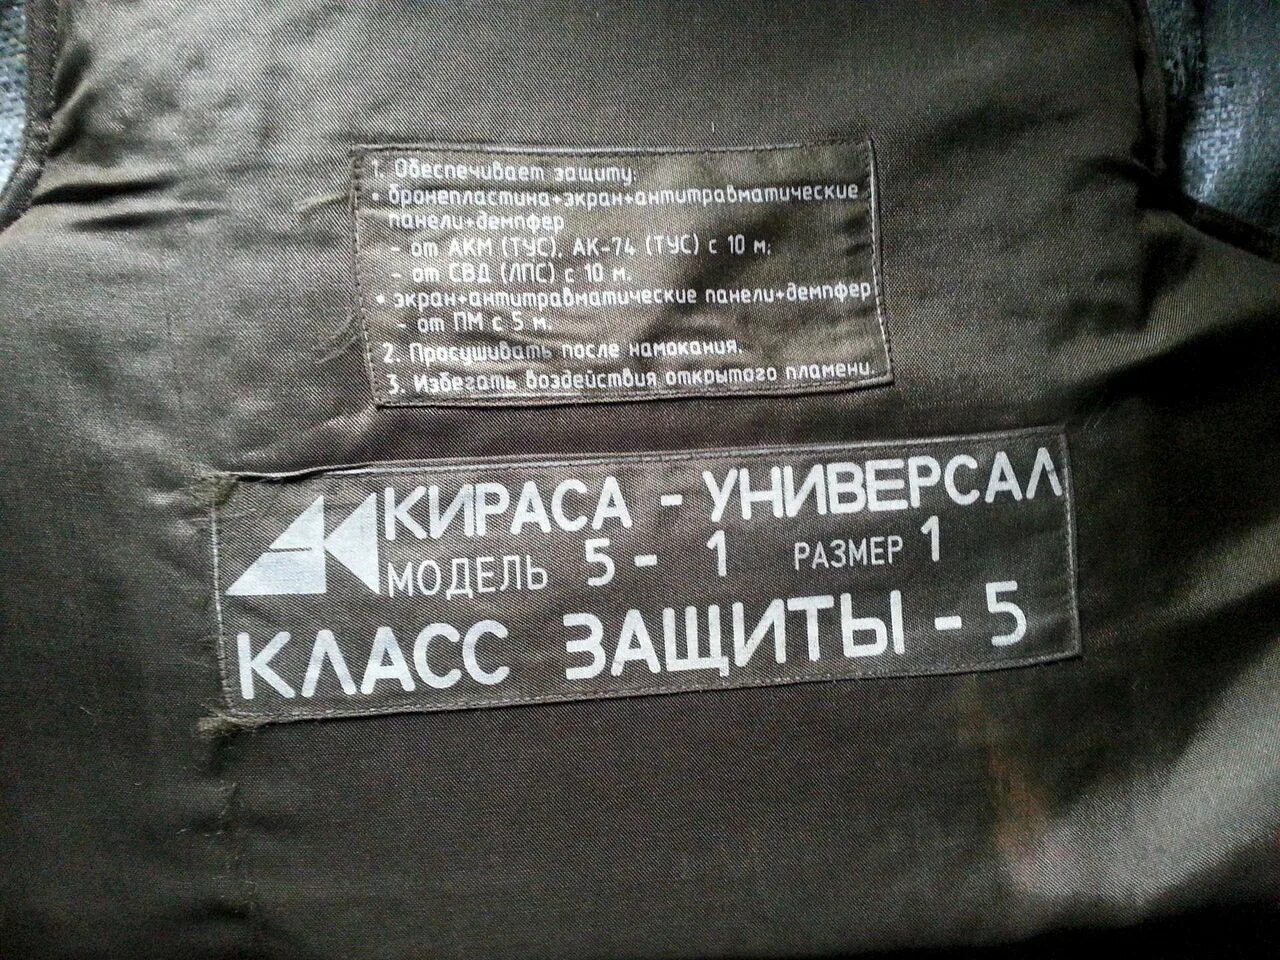 1. Обеспечивает защиту:
• бронепластина+экран+антитравматические
панели+демпфер
- от АКМ (ТУС), АК-74 (ТУС) с 10 м;
- от СВД (ЛПС) с 10 м.
• экран+антитравматические панели+демпфер
- от ПМ с 5 м.
2. Просушивать после намокания.
3. Избегать воздействия открытого пламени.
КИРАСА - УНИВЕРСАЛ
МОДЕЛЬ 5 - 1 РАЗМЕР 1
КЛАСС ЗАЩИТЫ - 5